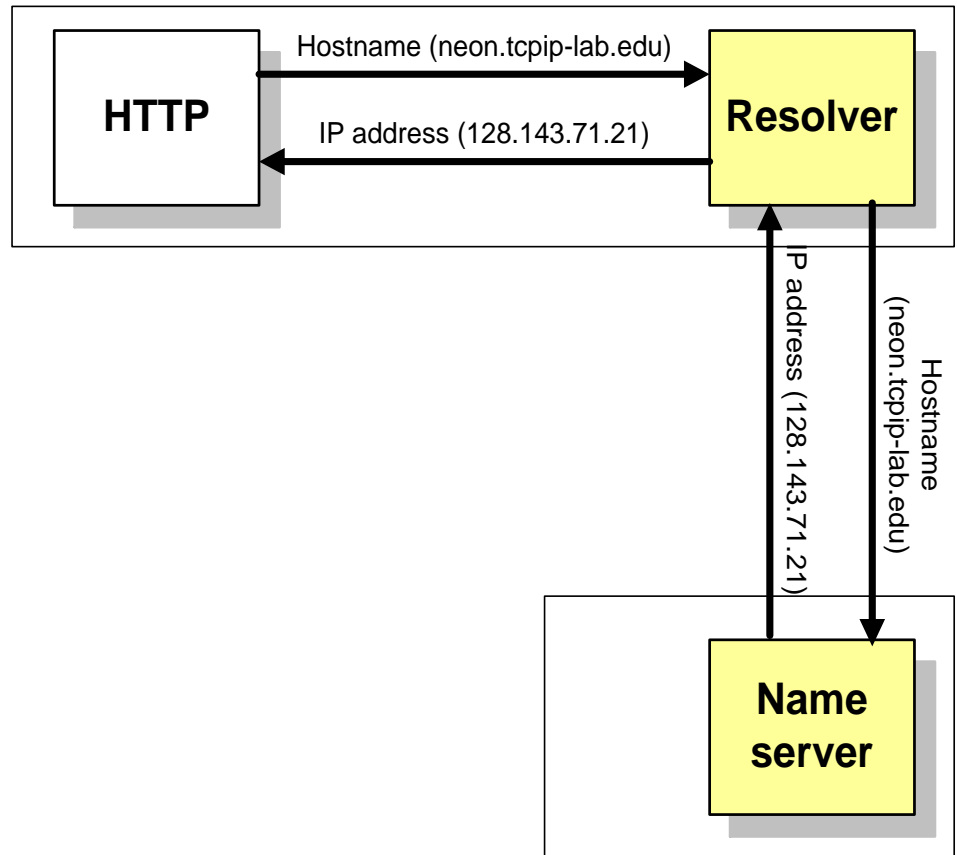 Hostname (neon.tcpip-lab.edu)
HTTP
Resolver
IP address (128.143.71.21)
IP address (128.143.71.21)
Hostname
(neon.tcpip-lab.edu)
Name
server